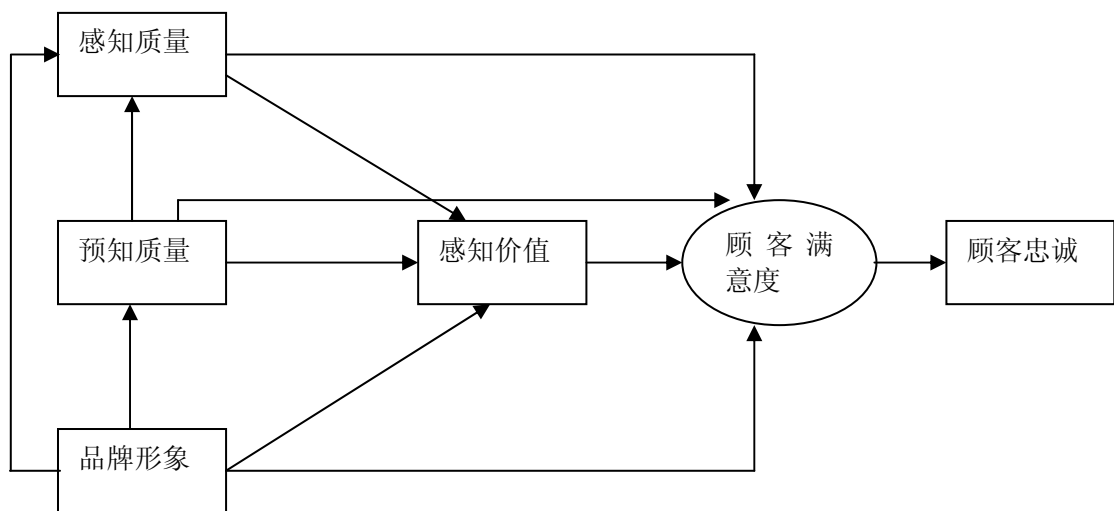 感知质量
预知质量
感知价值
顾客满
意度
顾客忠诚
品牌形象